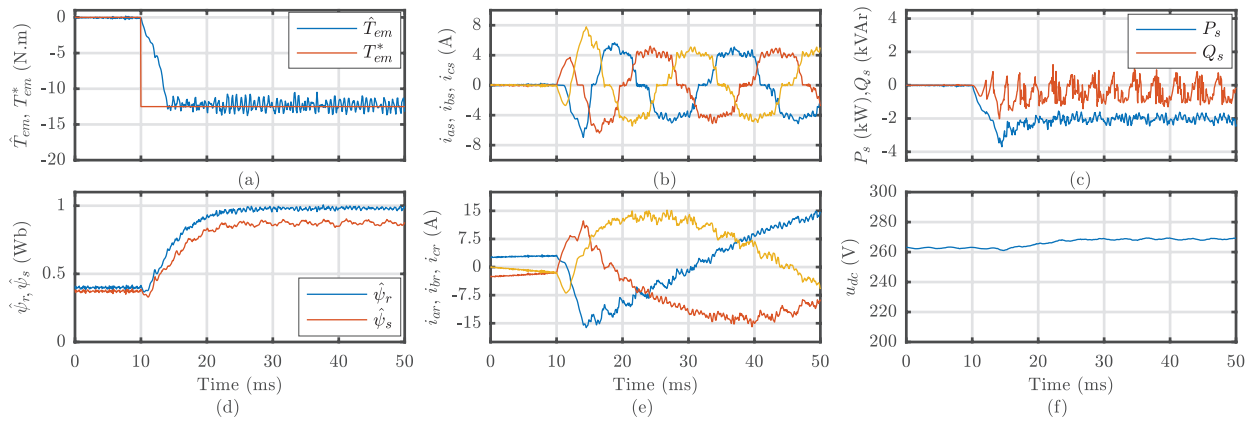 T̂em, T*em (N.m)
0
-5
-10
-15
-20
T̂em
T*em
(a)
ias, ibs, ics (A)
8
4
0
-4
-8
(b)
Ps (kW),Qs (kVAr)
4
2
0
-2
-4
Ps
Qs
(c)
ψ̂r, ψ̂s (Wb)
1
0.5
0
ψ̂r
ψ̂s
0 10 20 30 40 50
Time (ms)
(d)
iar, ibr, icr (A)
15
7.5
0
-7.5
-15
0 10 20 30 40 50
Time (ms)
(e)
udc (V)
300
280
260
240
220
200
0 10 20 30 40 50
Time (ms)
(f)